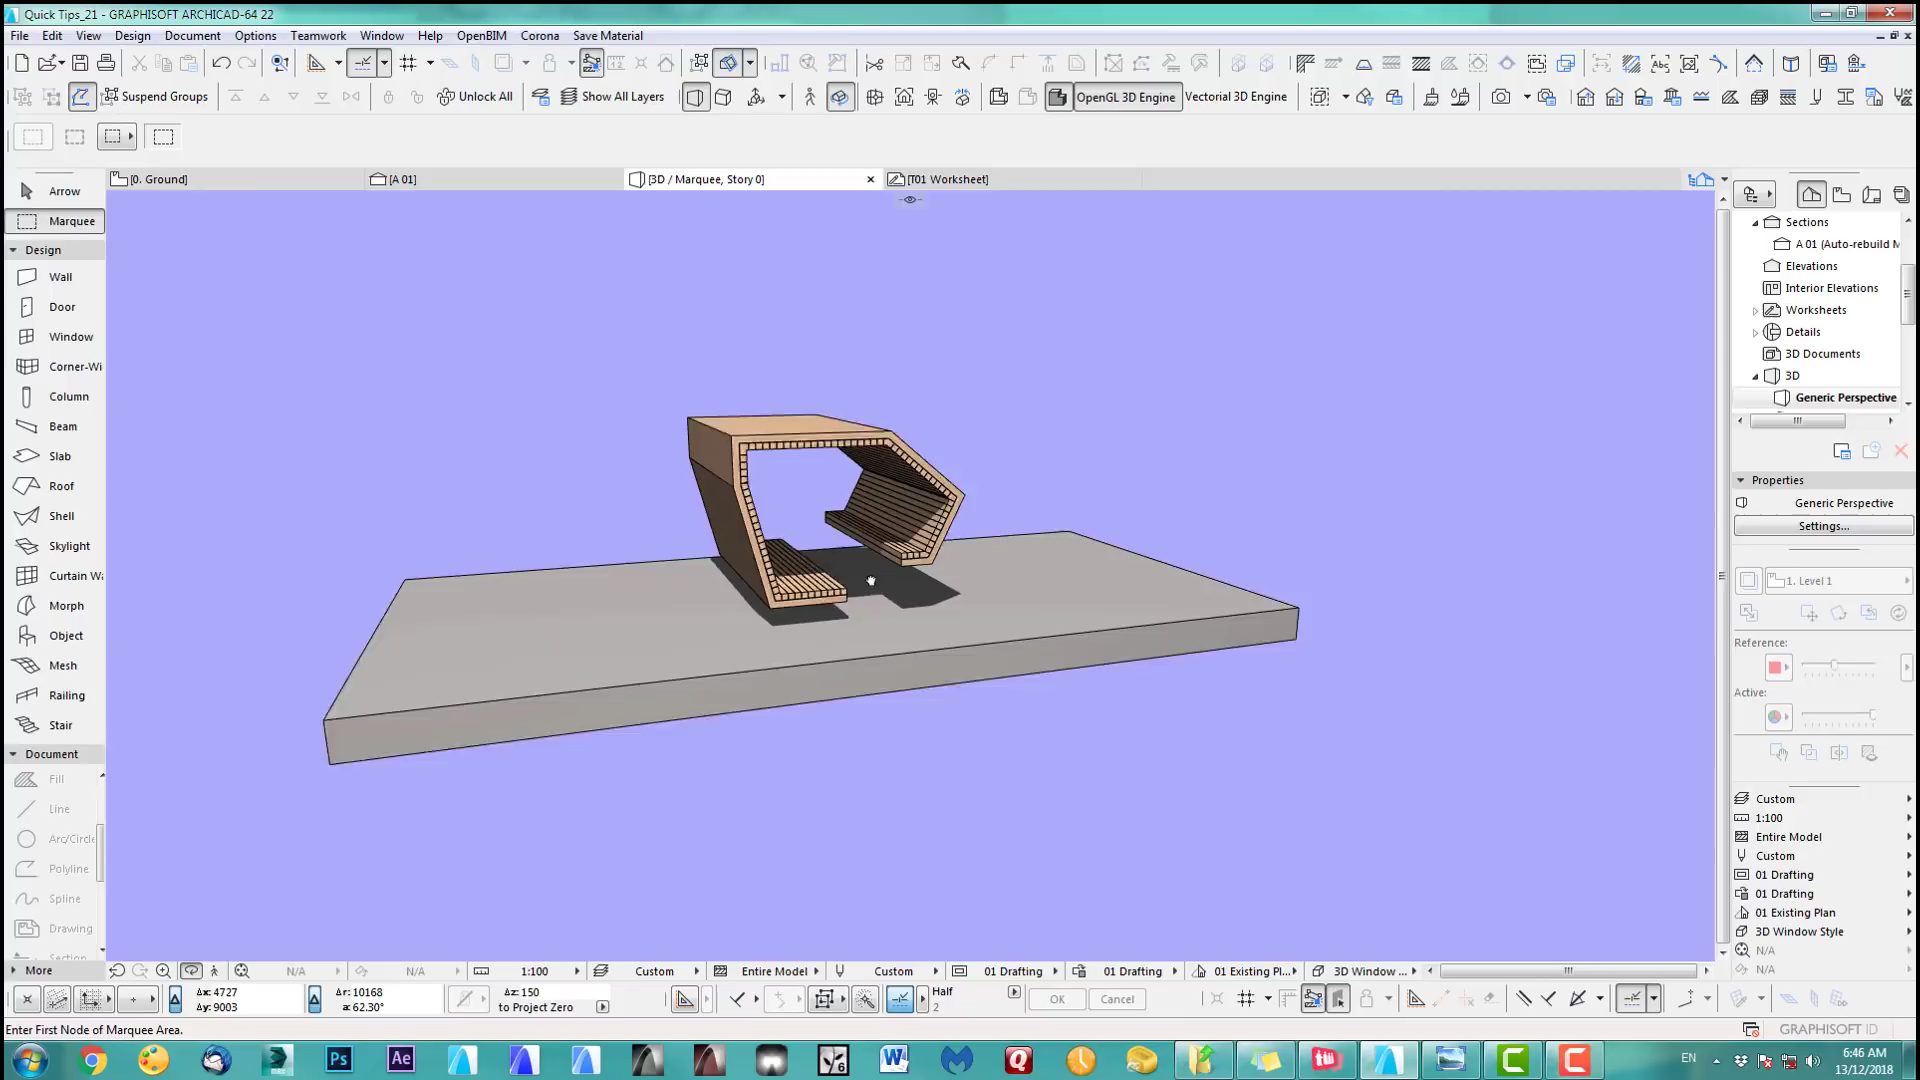 Quick Tips_21 - GRAPHISOFT ARCHICAD-64 22
File Edit View Design Document Options Teamwork Window Help OpenBIM Corona Save Material
Suspend Groups Unlock All Show All Layers OpenGL 3D Engine Vectorial 3D Engine
[0. Ground] [A 01] [3D / Marquee, Story 0] [T01 Worksheet]
Arrow
Marquee
Design
Wall
Door
Window
Corner-Wi
Column
Beam
Slab
Roof
Shell
Skylight
Curtain Wa
Morph
Object
Mesh
Railing
Stair
Document
Fill
Line
Arc/Circle
Polyline
Spline
Drawing
Section
More
Sections
A 01 (Auto-rebuild M
Elevations
Interior Elevations
Worksheets
Details
3D Documents
3D
Generic Perspective
Properties
Generic Perspective
Settings...
1. Level 1
Reference:
Active:
Custom
1:100
Entire Model
Custom
01 Drafting
01 Drafting
01 Existing Plan
3D Window Style
N/A
N/A
N/A N/A 1:100 Custom Entire Model Custom 01 Drafting 01 Drafting 01 Existing Pl... 3D Window ...
Δx: 4727 Δr: 10168 Δz: 150 Half OK Cancel
Δy: 9003 a: 62.30° to Project Zero 2
Enter First Node of Marquee Area. GRAPHISOFT ID
Ps Ae 6 W Q EN 6:46 AM
13/12/2018